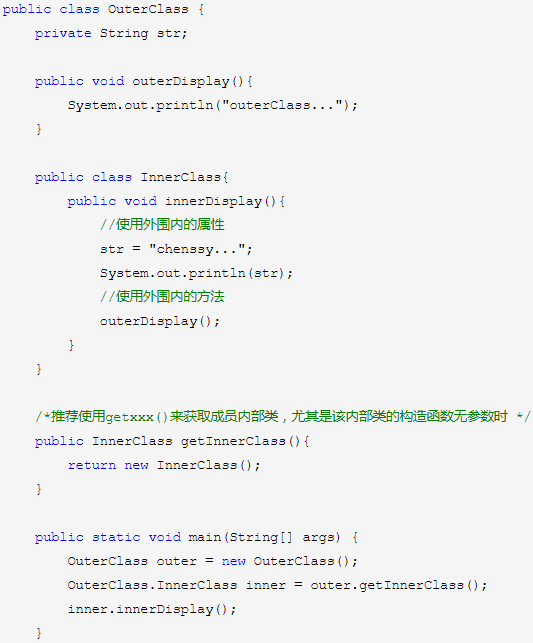 public class OuterClass {
    private String str;

    public void outerDisplay(){
        System.out.println("outerClass...");
    }

    public class InnerClass{
        public void innerDisplay(){
            //使用外围内的属性
            str = "chenssy...";
            System.out.println(str);
            //使用外围内的方法
            outerDisplay();
        }
    }

    /*推荐使用getxxx()来获取成员内部类，尤其是该内部类的构造函数无参数时 */
    public InnerClass getInnerClass(){
        return new InnerClass();
    }

    public static void main(String[] args) {
        OuterClass outer = new OuterClass();
        OuterClass.InnerClass inner = outer.getInnerClass();
        inner.innerDisplay();
    }